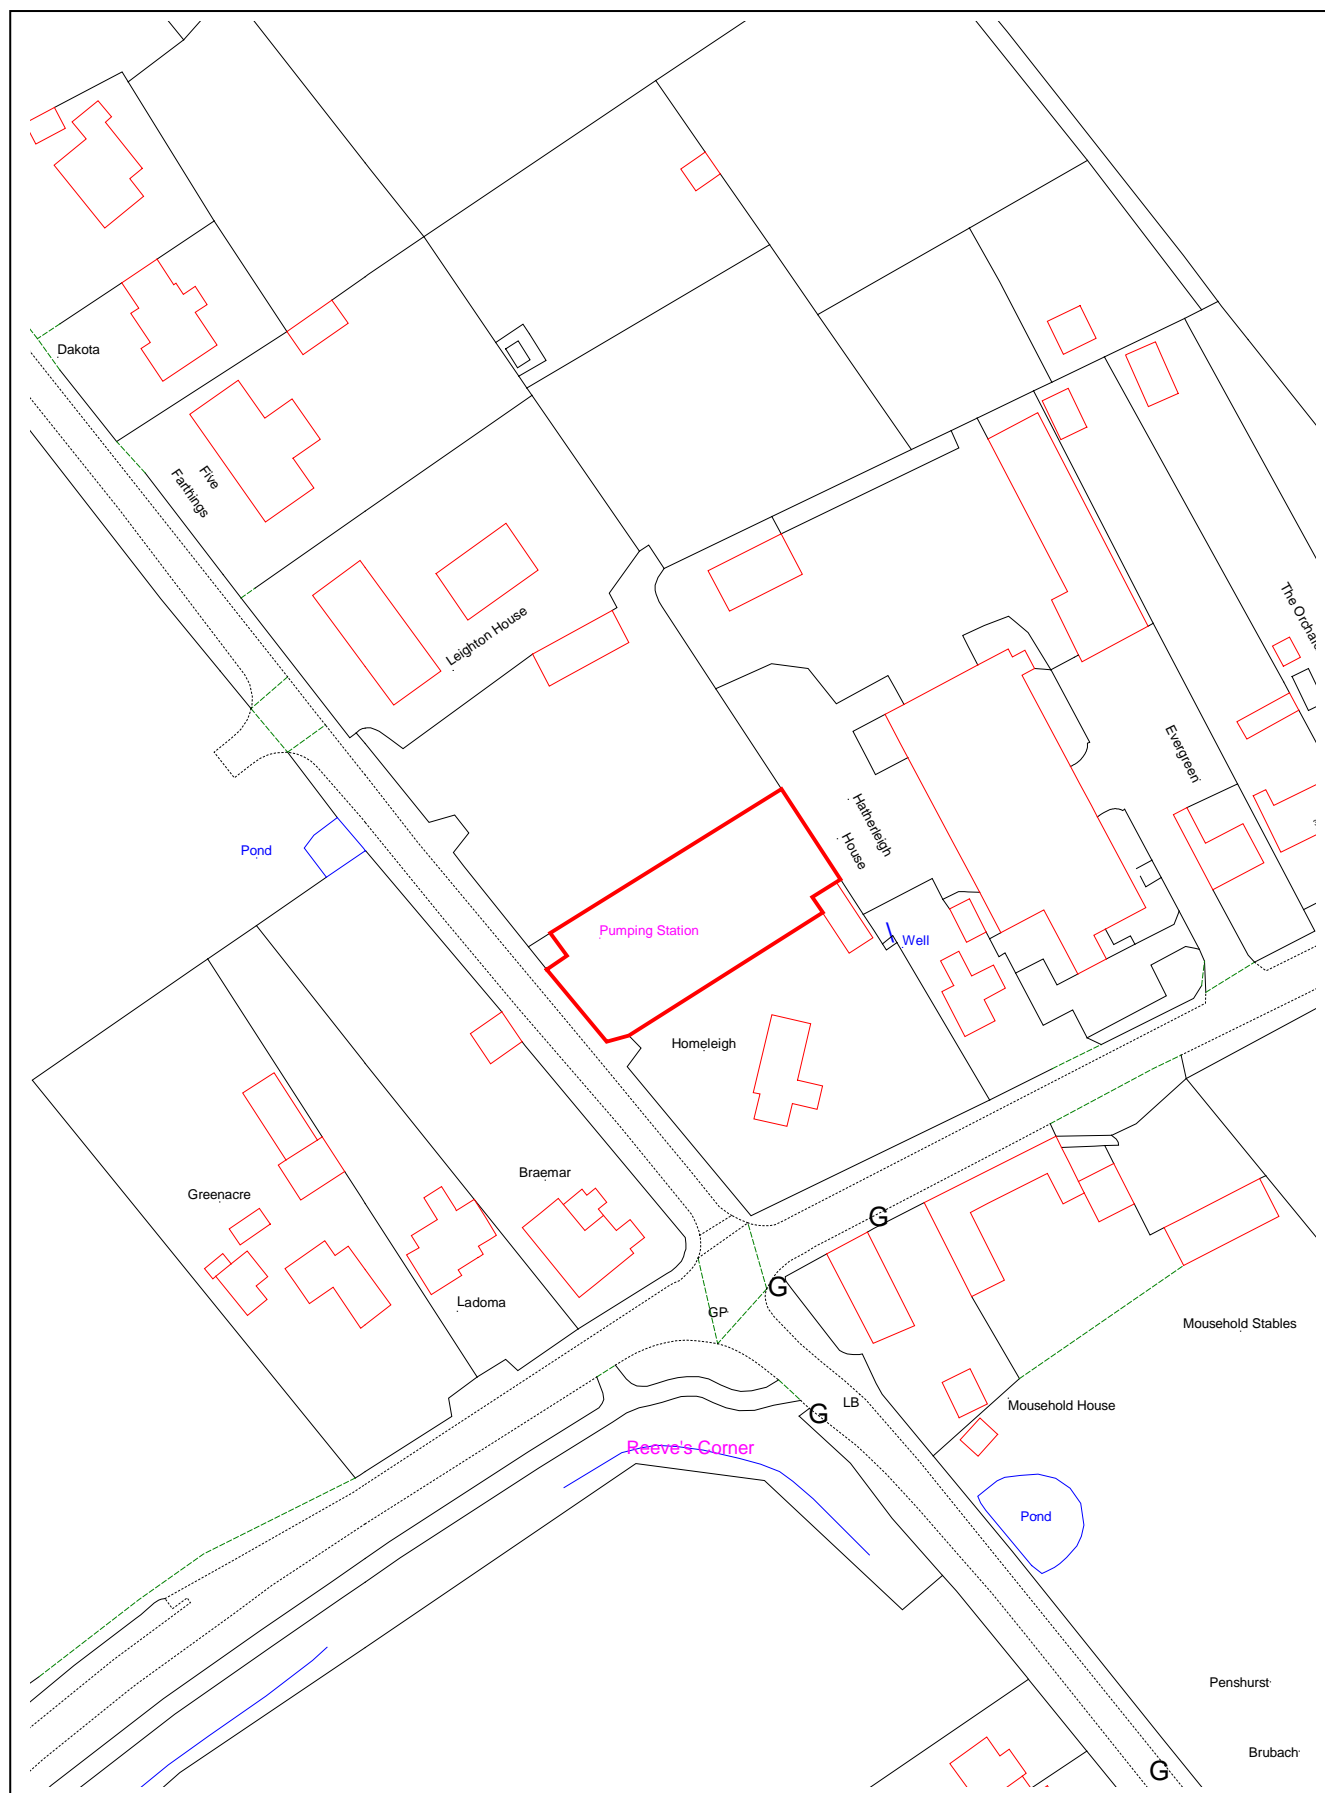 Dakota
Five
Farthings
Leighton House
The Orchard
Evergreen
Hatherleigh
House
Pond
Pumping Station
Well
Homeleigh
Braemar
Greenacre
Ladoma
G
G
GP
Mousehold Stables
LB
G
Mousehold House
Reeve's Corner
Pond
Penshurst
Brubach
G